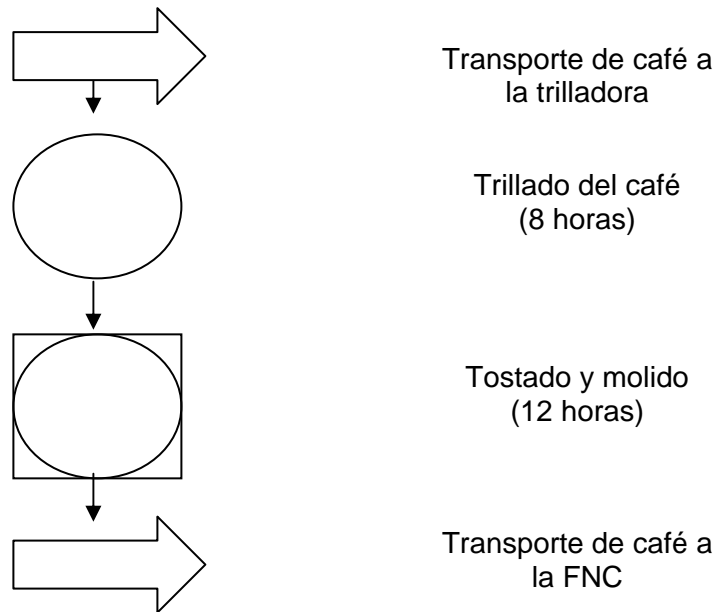 Transporte de café a
la trilladora
Trillado del café
(8 horas)
Tostado y molido
(12 horas)
Transporte de café a
la FNC